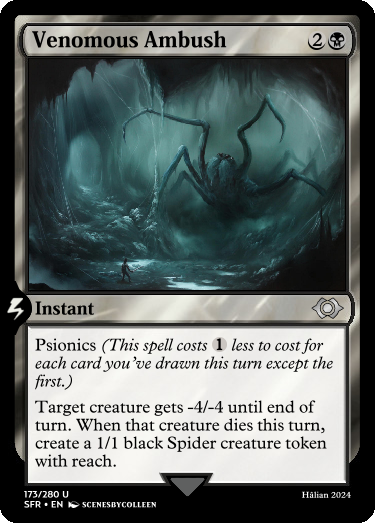 Venomous Ambush 2
Instant
Psionics (This spell costs 1 less to cost for
each card you've drawn this turn except the
first.)
Target creature gets -4/-4 until end of
turn. When that creature dies this turn,
create a 1/1 black Spider creature token
with reach.
173/280 U
SFR • EN SCENESBYCOLLEEN
Hálian 2024